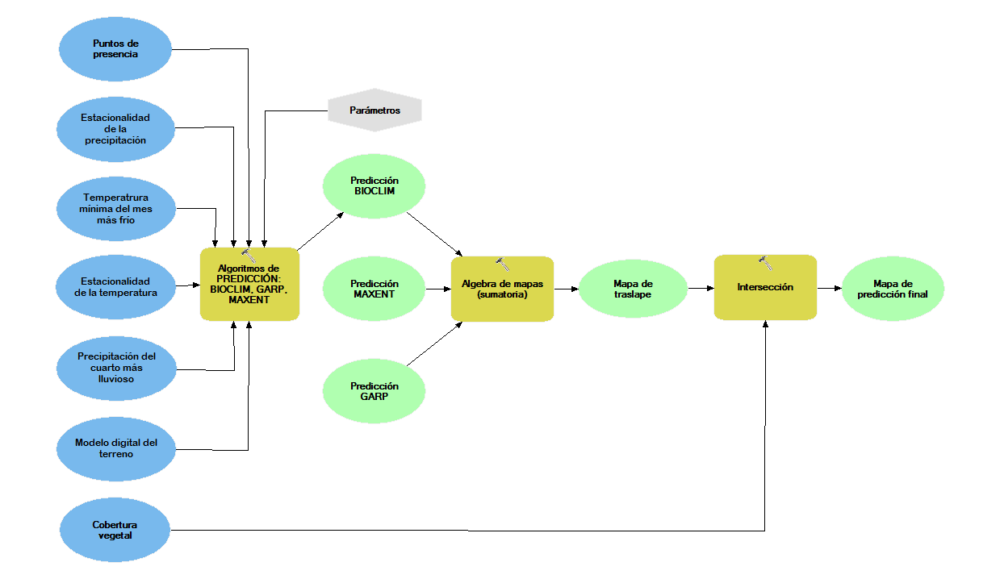 Puntos de
presencia
Estacionalidad
de la
precipitación
Parámetros
Temperatrura
mínima del mes
más frío
Predicción
BIOCLIM
Estacionalidad
de la temperatura
Algoritmos de
PREDICCIÓN:
BIOCLIM, GARP,
MAXENT
Predicción
MAXENT
Algebra de mapas
(sumatoria)
Mapa de
traslape
Intersección
Mapa de
predicción final
Precipitación del
cuarto más
lluvioso
Predicción
GARP
Modelo digital del
terreno
Cobertura
vegetal